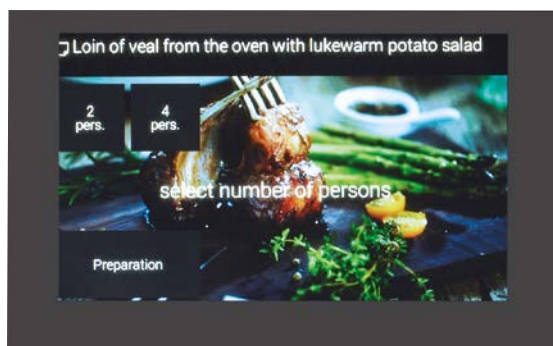 Loin of veal from the oven with lukewarm potato salad
2
pers.
4
pers.
select number of persons
Preparation